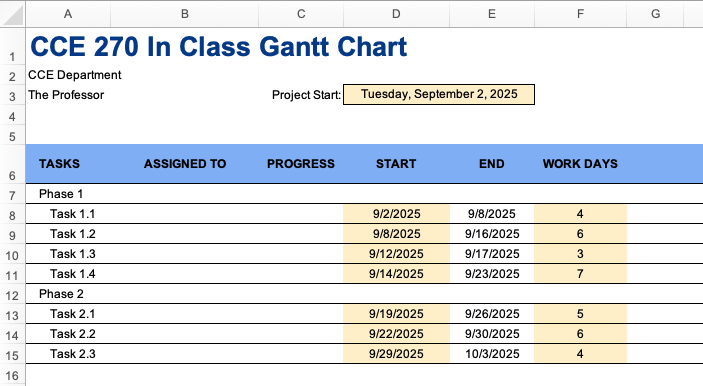 A B C D E F G
1 CCE 270 In Class Gantt Chart
2 CCE Department
3 The Professor Project Start: Tuesday, September 2, 2025
4
5
6 TASKS ASSIGNED TO PROGRESS START END WORK DAYS
7 Phase 1
8 Task 1.1 9/2/2025 9/8/2025 4
9 Task 1.2 9/8/2025 9/16/2025 6
10 Task 1.3 9/12/2025 9/17/2025 3
11 Task 1.4 9/14/2025 9/23/2025 7
12 Phase 2
13 Task 2.1 9/19/2025 9/26/2025 5
14 Task 2.2 9/22/2025 9/30/2025 6
15 Task 2.3 9/29/2025 10/3/2025 4
16